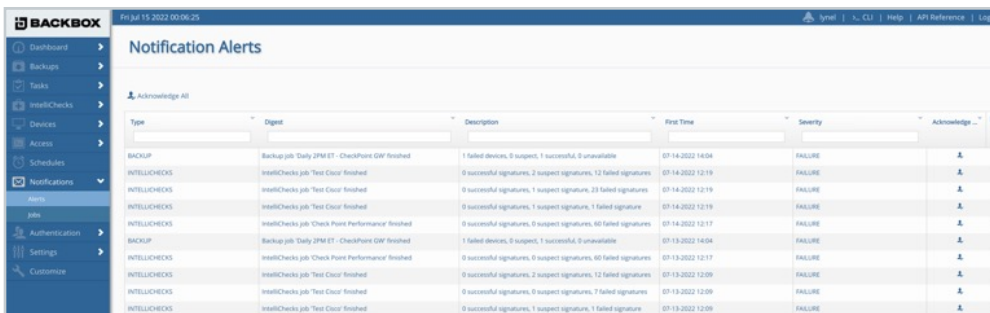 BACKBOX
Fri Jul 15 2022 00:06:25
lynel | >_ CLI | Help | API Reference | Log
Dashboard
Backups
Tasks
IntelliChecks
Devices
Access
Schedules
Notifications
Alerts
Jobs
Authentication
Settings
Customize
Notification Alerts
Acknowledge All
Type Digest Description First Time Severity Acknowledge ...
BACKUP Backup job 'Daily 2PM ET - CheckPoint GW' finished 1 failed devices, 0 suspect, 1 successful, 0 unavailable 07-14-2022 14:04 FAILURE
INTELLICHECKS IntelliChecks job 'Test Cisco' finished 0 successful signatures, 2 suspect signatures, 12 failed signatures 07-14-2022 12:19 FAILURE
INTELLICHECKS IntelliChecks job 'Test Cisco' finished 0 successful signatures, 1 suspect signature, 23 failed signatures 07-14-2022 12:19 FAILURE
INTELLICHECKS IntelliChecks job 'Test Cisco' finished 0 successful signatures, 1 suspect signature, 1 failed signature 07-14-2022 12:19 FAILURE
INTELLICHECKS IntelliChecks job 'Check Point Performance' finished 0 successful signatures, 0 suspect signatures, 60 failed signatures 07-14-2022 12:17 FAILURE
BACKUP Backup job 'Daily 2PM ET - CheckPoint GW' finished 1 failed devices, 0 suspect, 1 successful, 0 unavailable 07-13-2022 14:04 FAILURE
INTELLICHECKS IntelliChecks job 'Check Point Performance' finished 0 successful signatures, 0 suspect signatures, 60 failed signatures 07-13-2022 12:17 FAILURE
INTELLICHECKS IntelliChecks job 'Test Cisco' finished 0 successful signatures, 2 suspect signatures, 12 failed signatures 07-13-2022 12:09 FAILURE
INTELLICHECKS IntelliChecks job 'Test Cisco' finished 0 successful signatures, 0 suspect signatures, 7 failed signatures 07-13-2022 12:09 FAILURE
INTELLICHECKS IntelliChecks job 'Test Cisco' finished 0 successful signatures, 1 suspect signature, 1 failed signature 07-13-2022 12:09 FAILURE